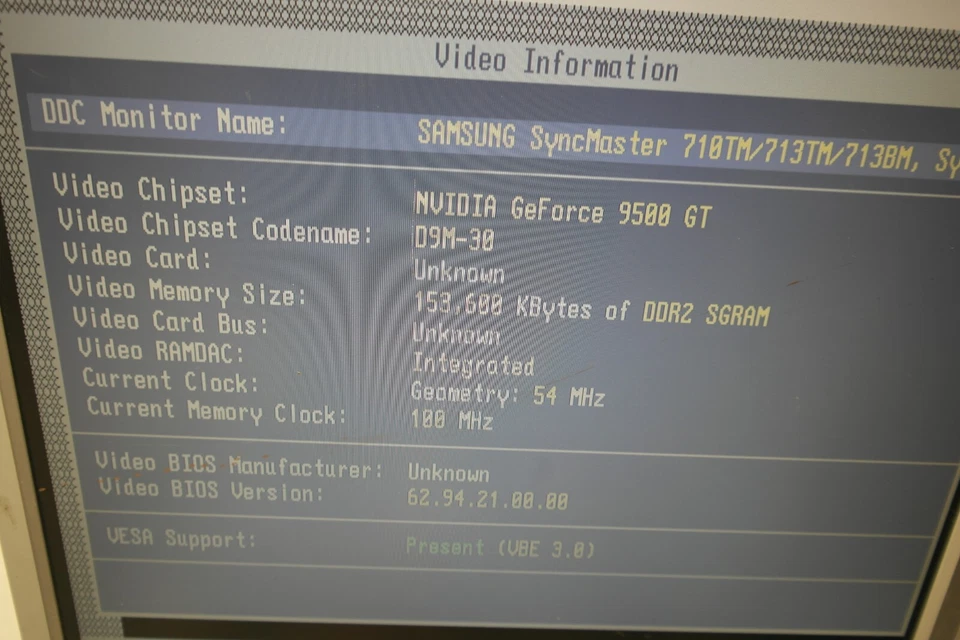 Video Information
DDC Monitor Name: SAMSUNG SyncMaster 710TM/713TM/713BM, Sy
Video Chipset: NVIDIA GeForce 9500 GT
Video Chipset Codename: D9M-30
Video Card: Unknown
Video Memory Size: 153,600 KBytes of DDR2 SGRAM
Video Card Bus: Unknown
Video RAMDAC: Integrated
Current Clock: Geometry: 54 MHz
Current Memory Clock: 100 MHz
Video BIOS Manufacturer: Unknown
Video BIOS Version: 62.94.21.00.00
VESA Support: Present (VBE 3.0)